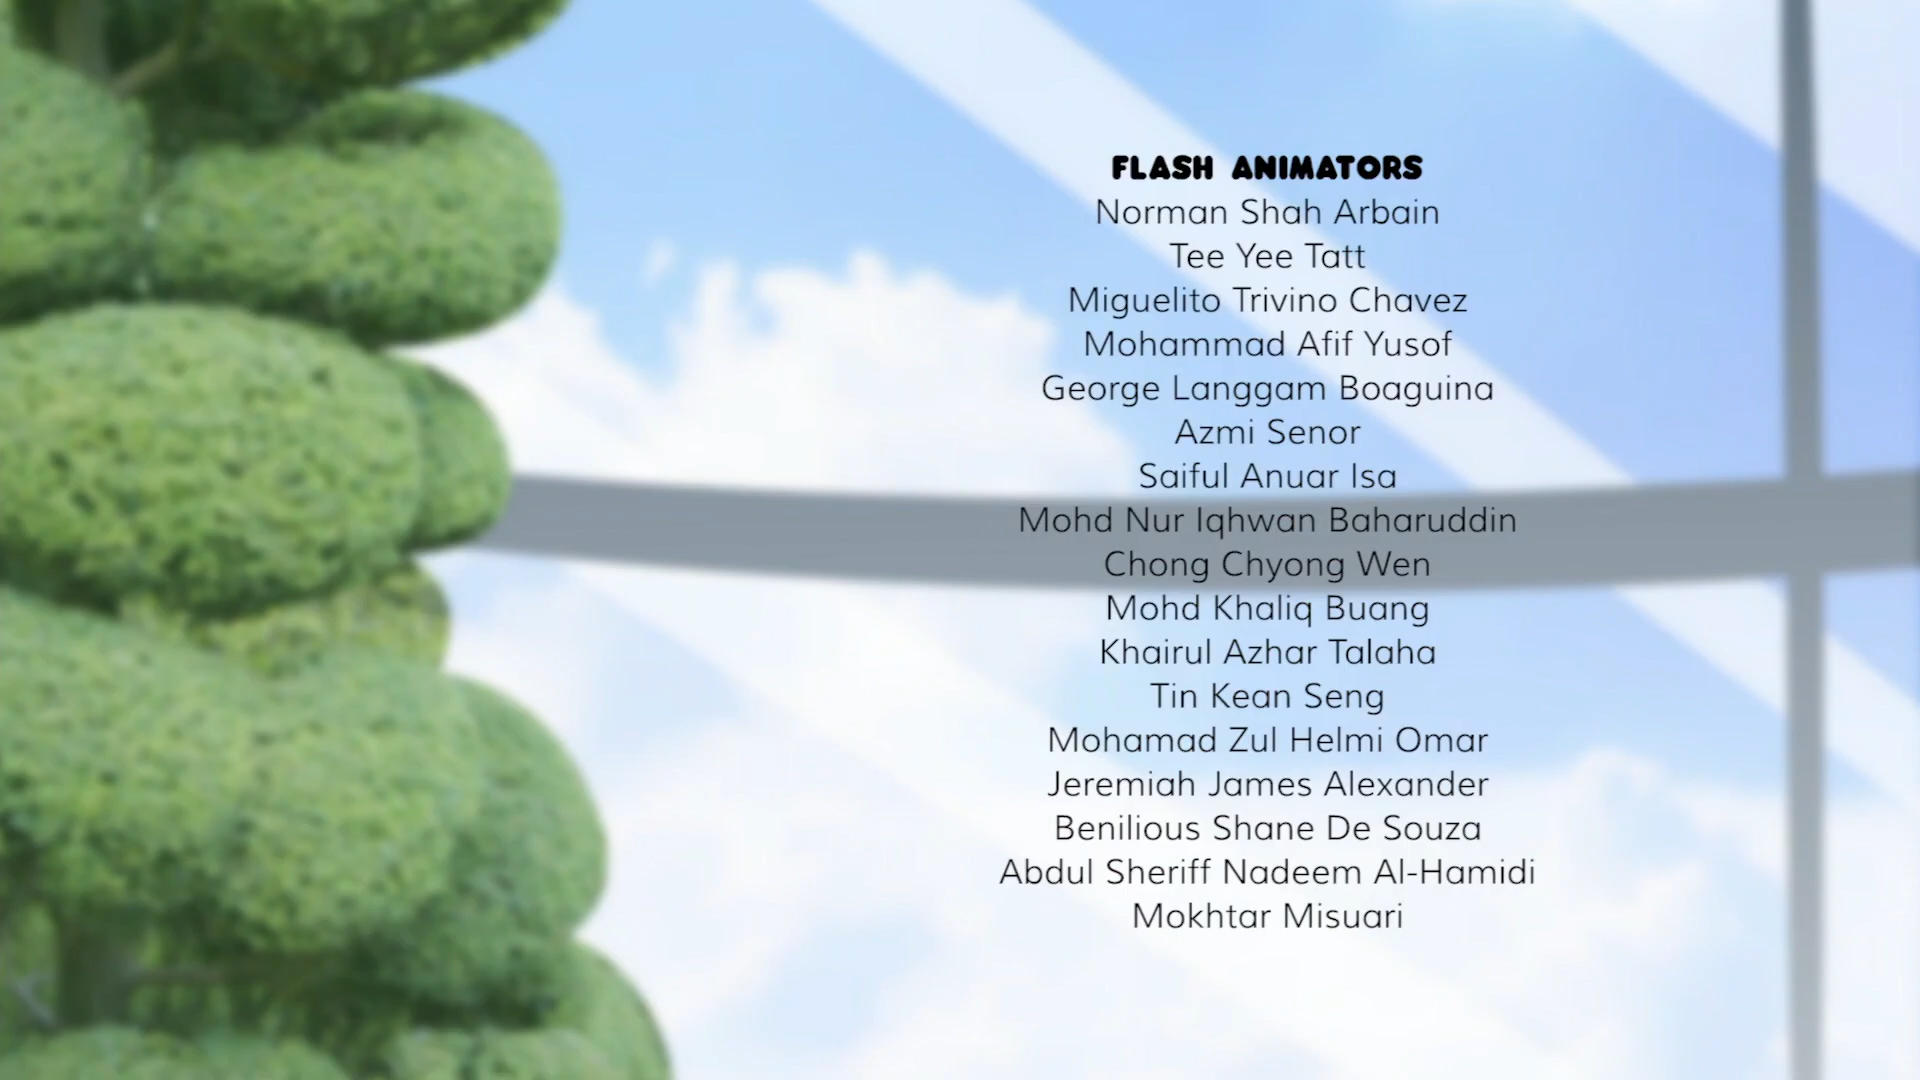 FLASH ANIMATORS
Norman Shah Arbain
Tee Yee Tatt
Miguelito Trivino Chavez
Mohammad Afif Yusof
George Langgam Boaguina
Azmi Senor
Saiful Anuar Isa
Mohd Nur Iqhwan Baharuddin
Chong Chyong Wen
Mohd Khaliq Buang
Khairul Azhar Talaha
Tin Kean Seng
Mohamad Zul Helmi Omar
Jeremiah James Alexander
Benilious Shane De Souza
Abdul Sheriff Nadeem Al-Hamidi
Mokhtar Misuari